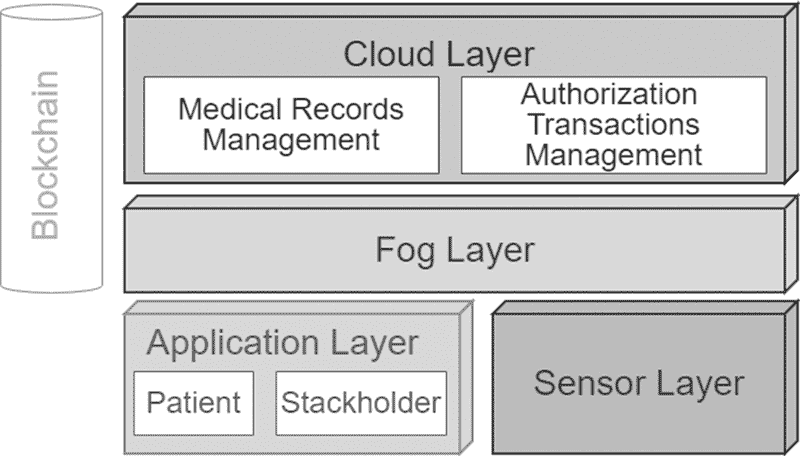 Blockchain
Cloud Layer
Medical Records
Management
Authorization
Transactions
Management
Fog Layer
Application Layer
Patient
Stackholder
Sensor Layer